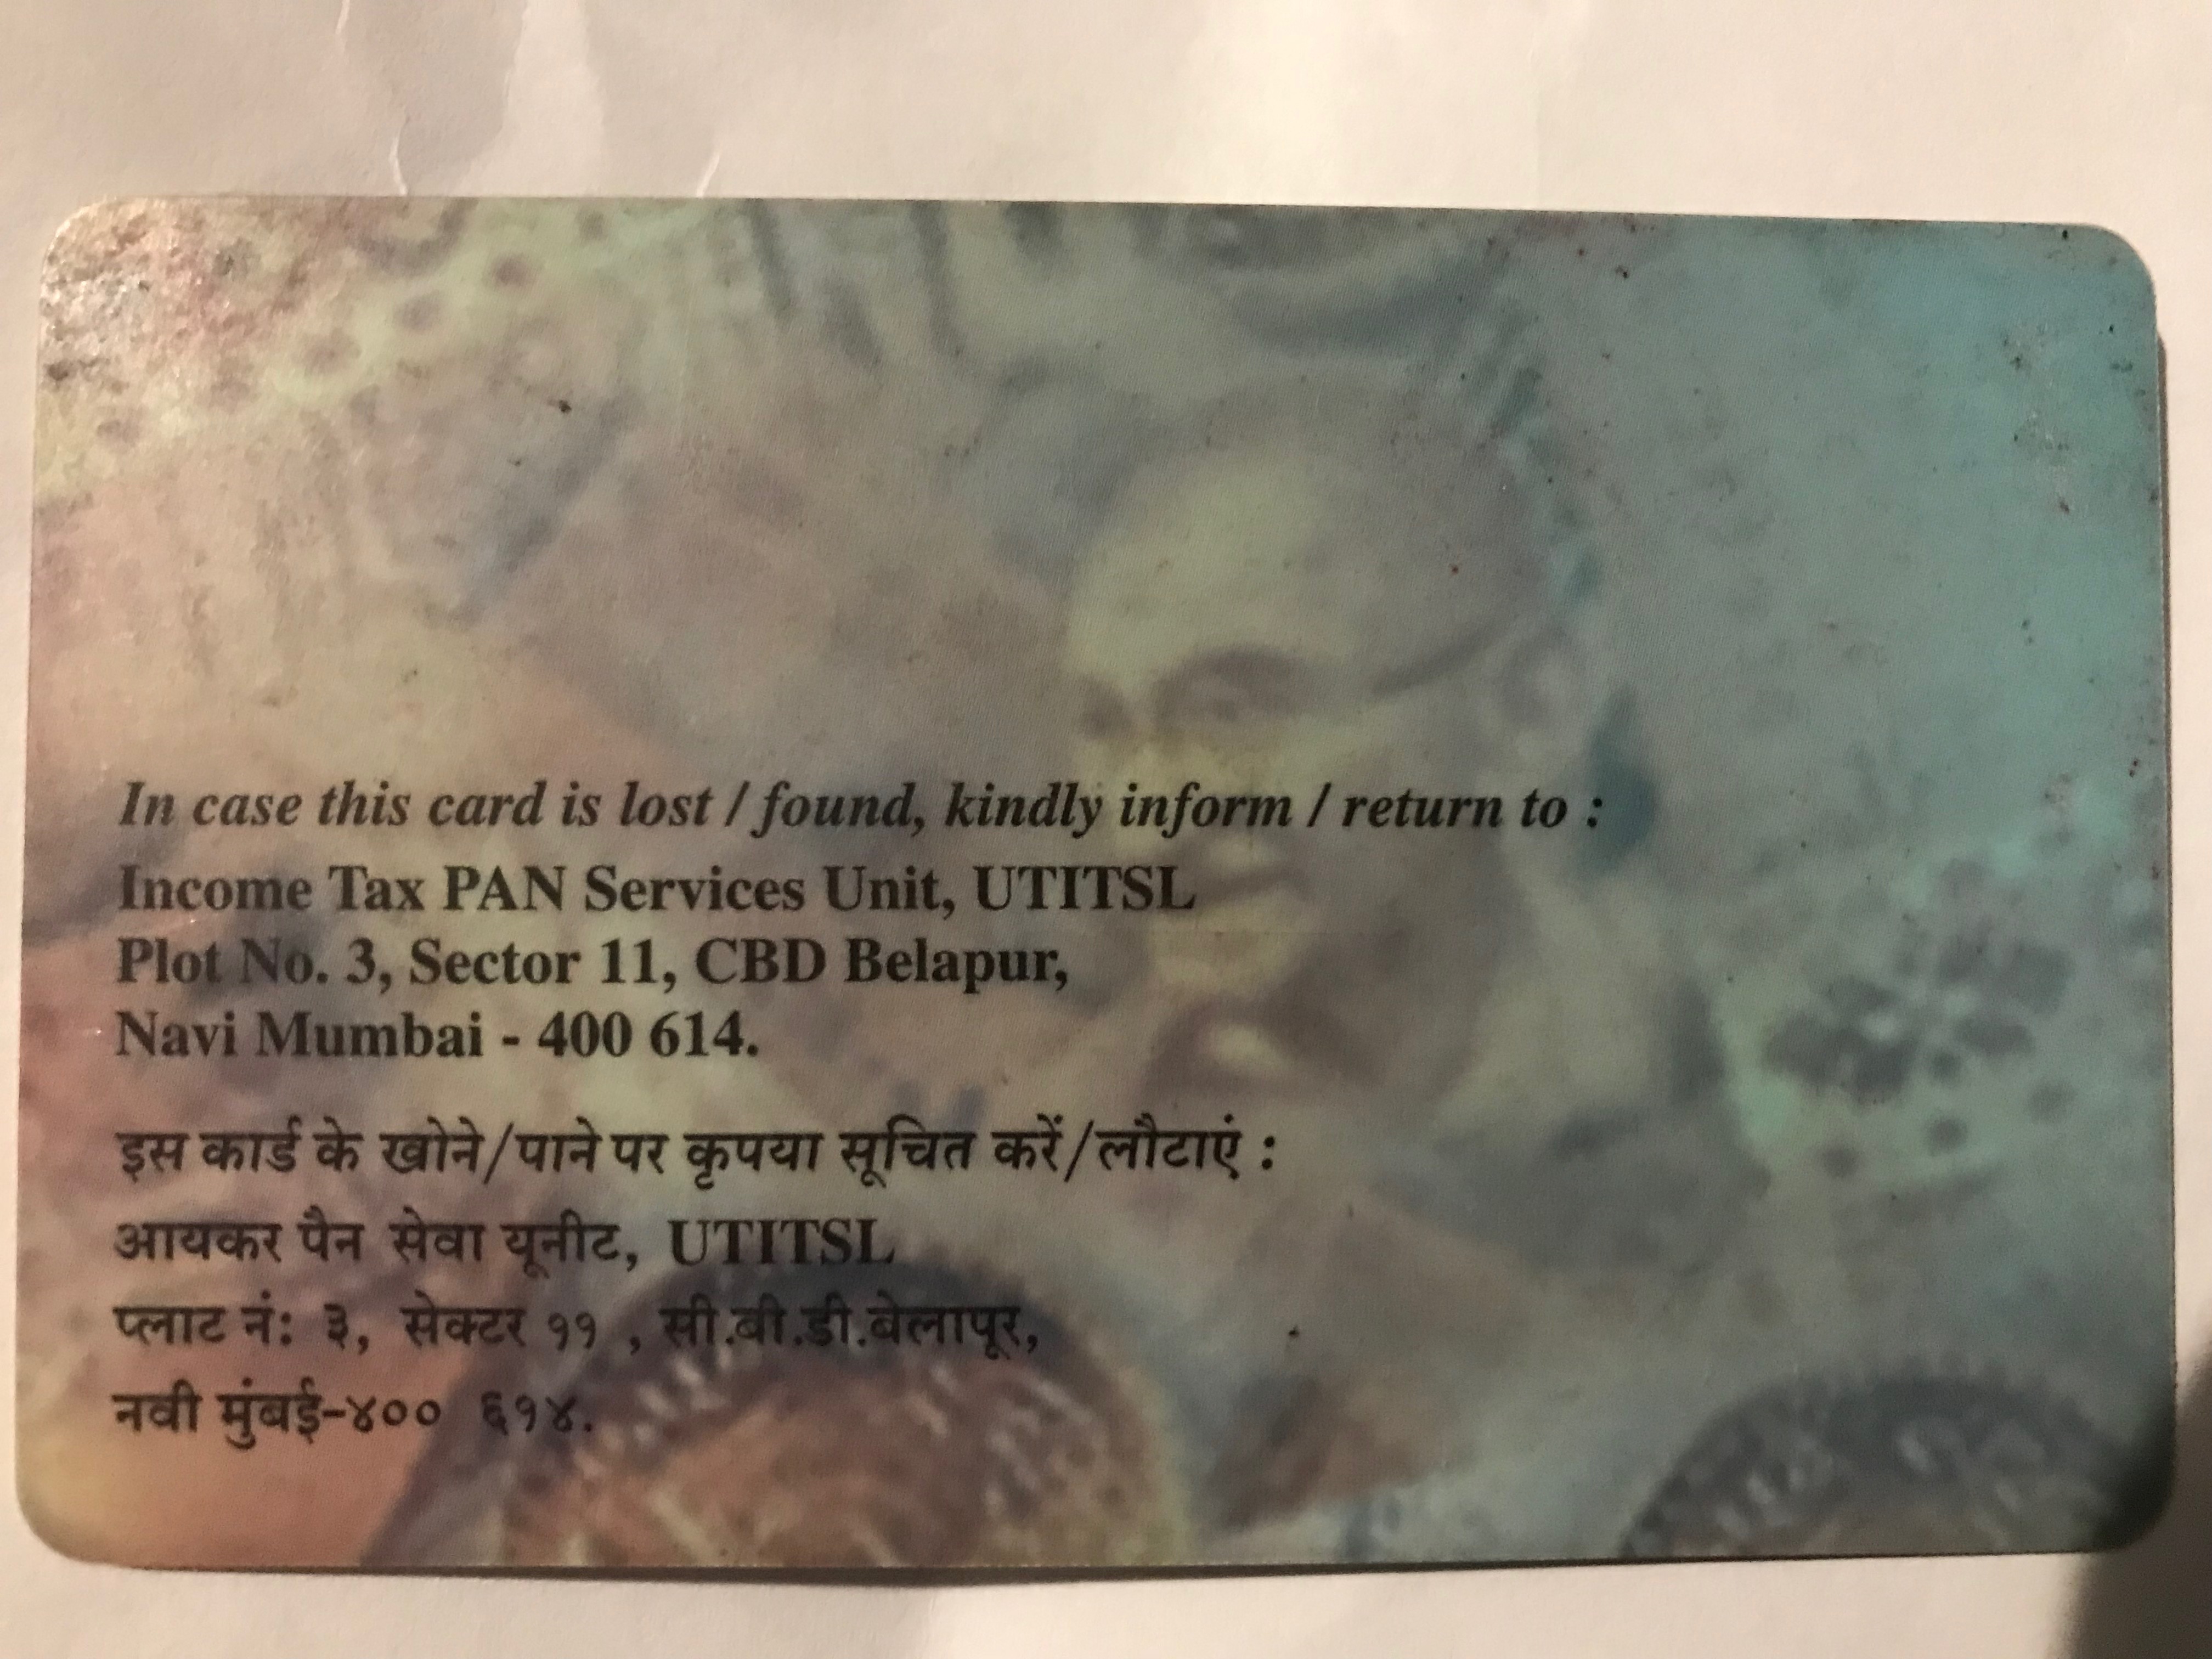 In case this card is lost / found, kindly inform / return to :
Income Tax PAN Services Unit, UTITSL
Plot No. 3, Sector 11, CBD Belapur,
Navi Mumbai - 400 614.
इस कार्ड के खोने/पाने पर कृपया सूचित करें/लौटाएं :
आयकर पैन सेवा यूनीट, UTITSL
प्लाट नं: ३, सेक्टर ११ , सी.बी.डी.बेलापूर,
नवी मुंबई-४०० ६१४.